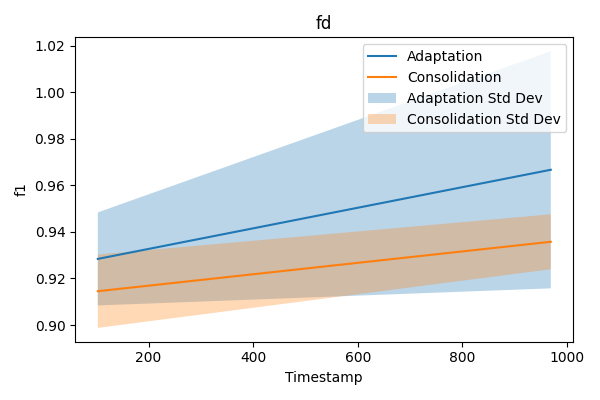 fd
1.02
1.00
0.98
0.96
0.94
0.92
0.90
f1
Adaptation
Consolidation
Adaptation Std Dev
Consolidation Std Dev
200
400
600
800
1000
Timestamp